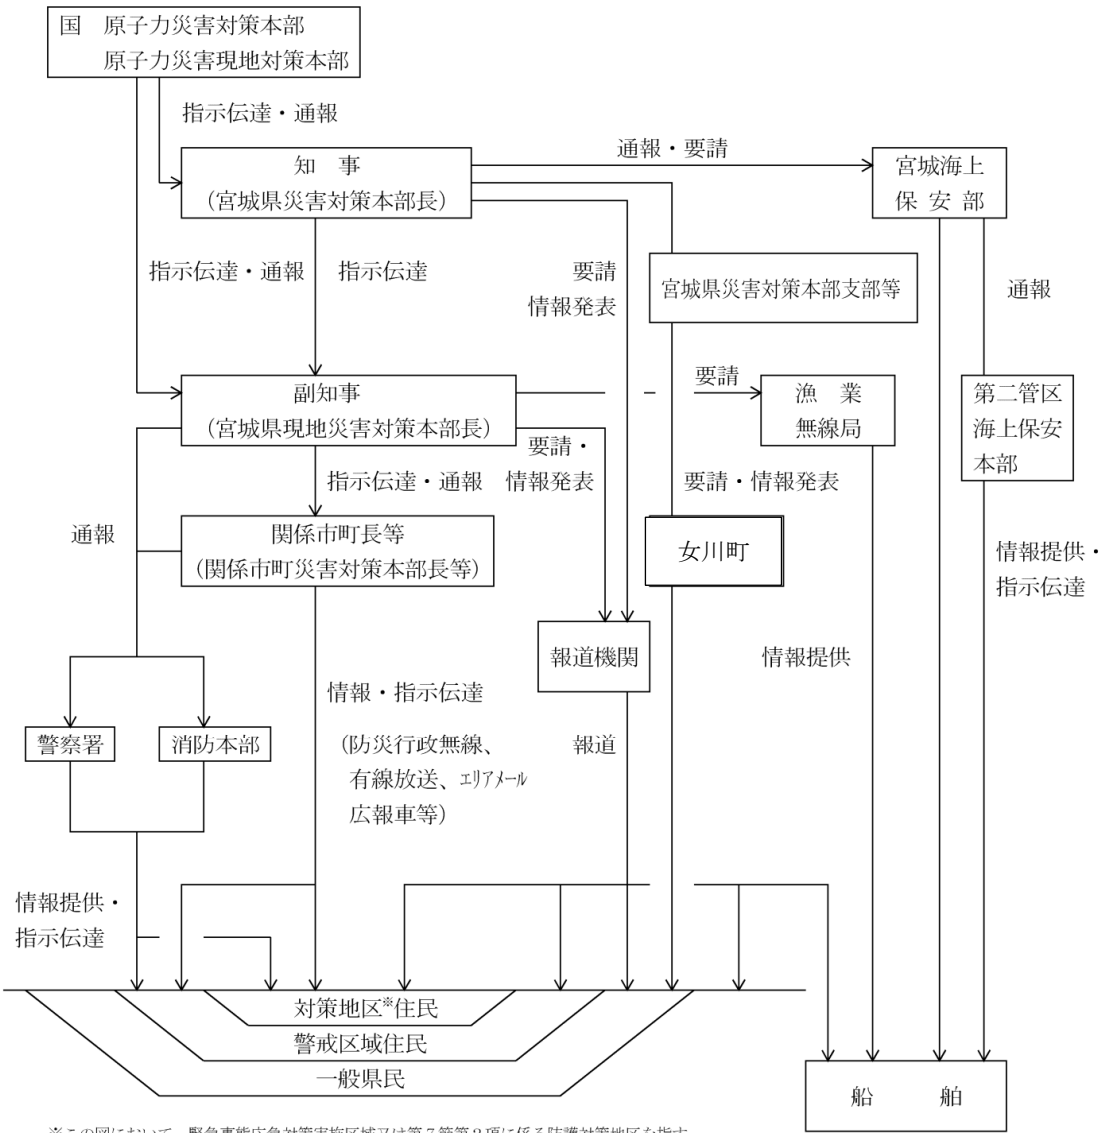 国　原子力災害対策本部
原子力災害現地対策本部
指示伝達・通報
通報・要請
知　事
（宮城県災害対策本部長）
宮城海上
保 安 部
指示伝達・通報
指示伝達
要請
情報発表
宮城県災害対策本部支部等
通報
副知事
（宮城県現地災害対策本部長）
要請
漁　業
無線局
第二管区
海上保安
本部
要請・
情報発表
指示伝達・通報
要請・情報発表
通報
関係市町長等
（関係市町災害対策本部長等）
女川町
情報提供・
指示伝達
報道機関
情報提供
情報・指示伝達
警察署
消防本部
（防災行政無線、
有線放送、ｴﾘｱﾒｰﾙ
広報車等）
報道
情報提供・
指示伝達
対策地区※住民
警戒区域住民
一般県民
船　　舶